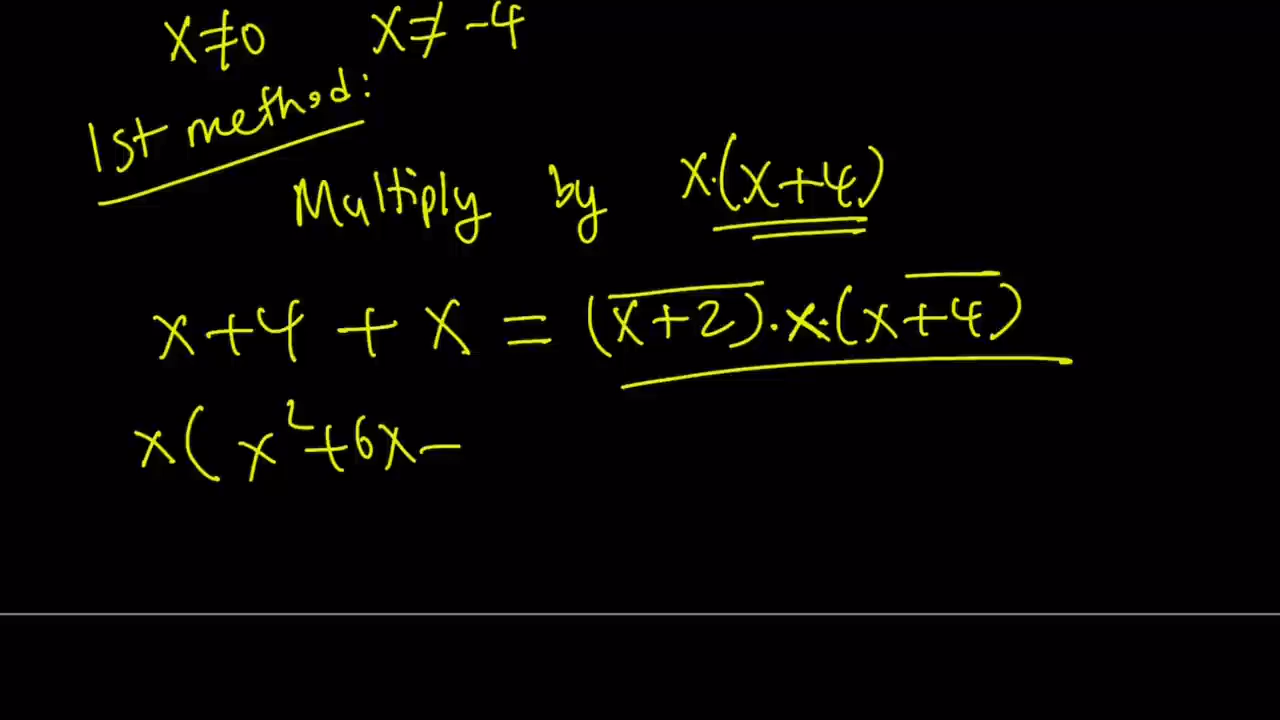 x≠0 x≠-4
1st method:
Multiply by x·(x+4)
x+4+x=(x+2)·x·(x+4)
x(x²+6x-